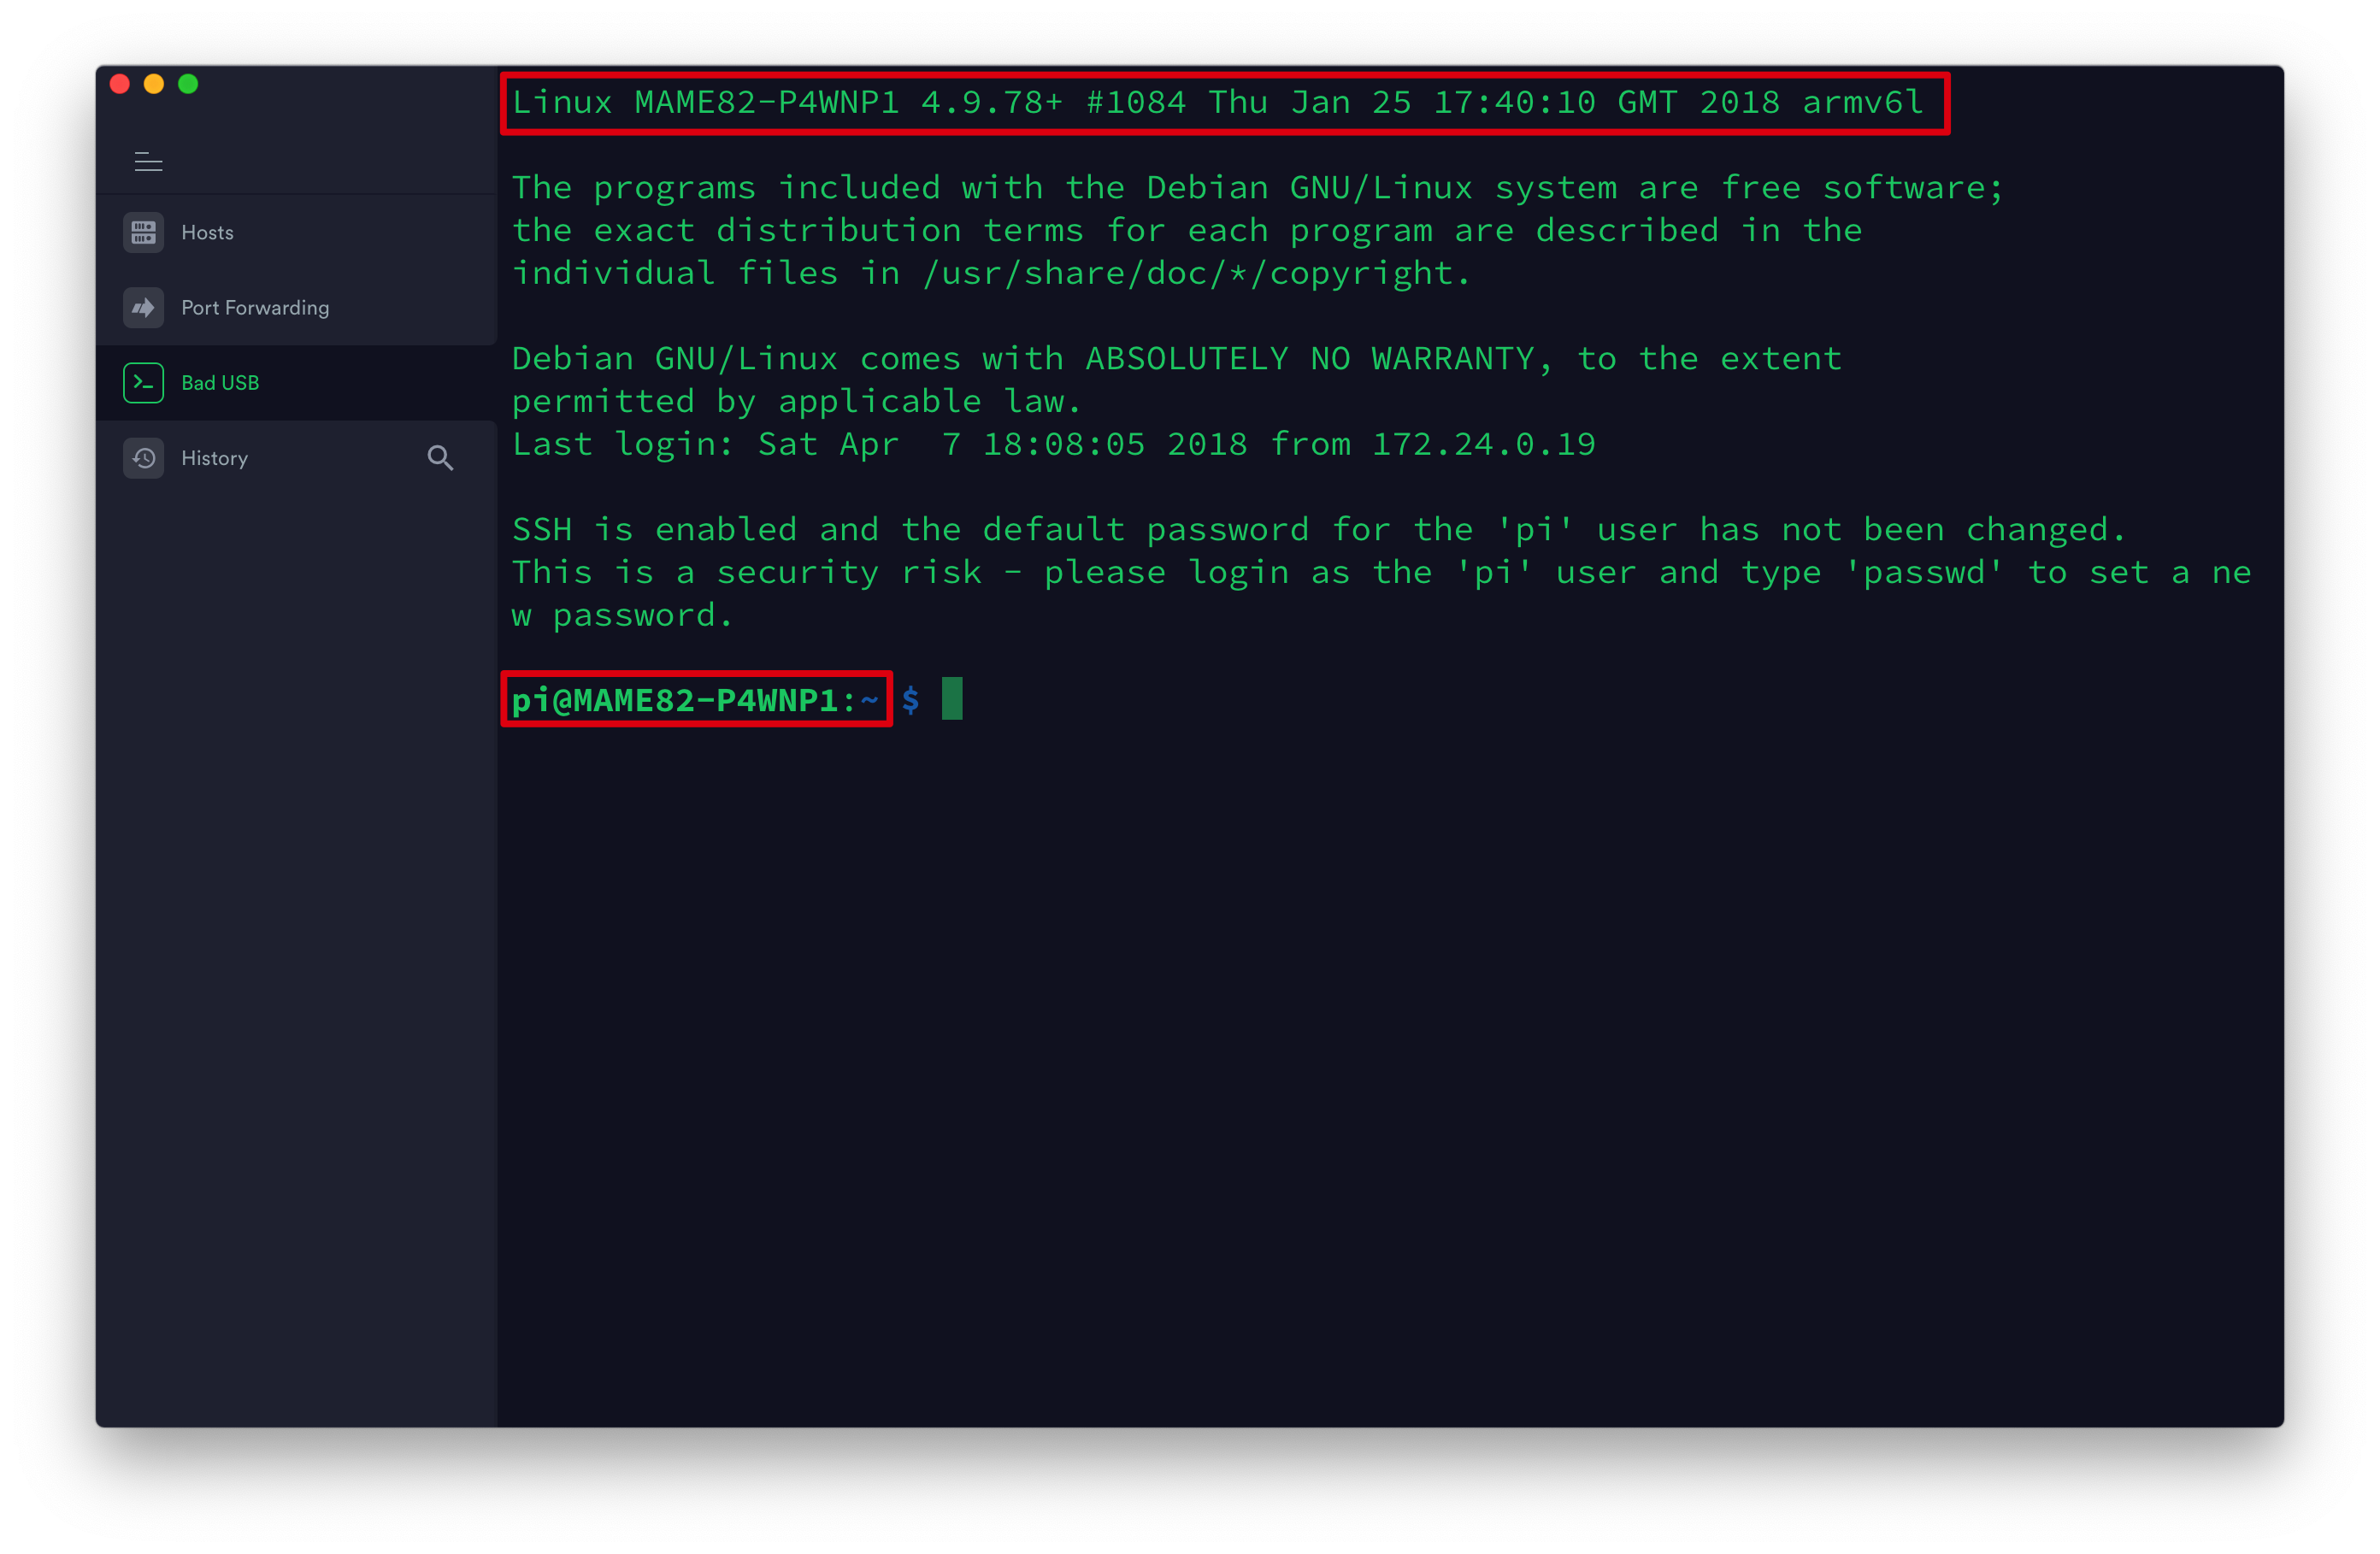 Hosts
Port Forwarding
Bad USB
History
Linux MAME82-P4WNP1 4.9.78+ #1084 Thu Jan 25 17:40:10 GMT 2018 armv6l
The programs included with the Debian GNU/Linux system are free software;
the exact distribution terms for each program are described in the
individual files in /usr/share/doc/*/copyright.
Debian GNU/Linux comes with ABSOLUTELY NO WARRANTY, to the extent
permitted by applicable law.
Last login: Sat Apr  7 18:08:05 2018 from 172.24.0.19
SSH is enabled and the default password for the 'pi' user has not been changed.
This is a security risk - please login as the 'pi' user and type 'passwd' to set a ne
w password.
pi@MAME82-P4WNP1:~ $